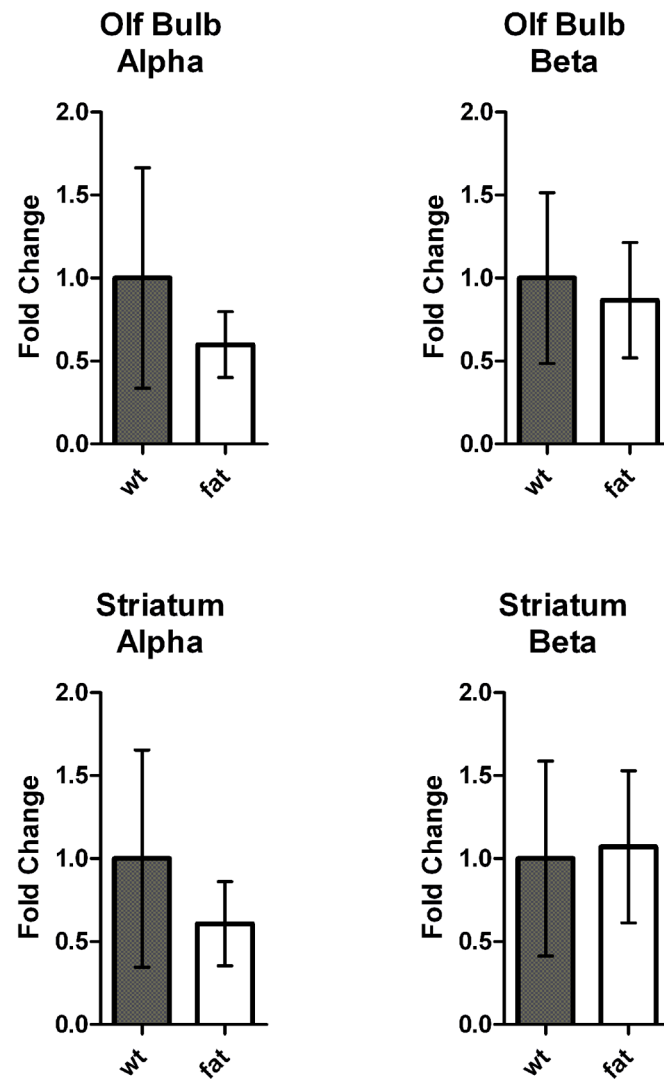 Olf Bulb
Alpha
2.0
1.5
1.0
0.5
0.0
Fold Change
wt
fat
Olf Bulb
Beta
2.0
1.5
1.0
0.5
0.0
Fold Change
wt
fat
Striatum
Alpha
2.0
1.5
1.0
0.5
0.0
Fold Change
wt
fat
Striatum
Beta
2.0
1.5
1.0
0.5
0.0
Fold Change
wt
fat